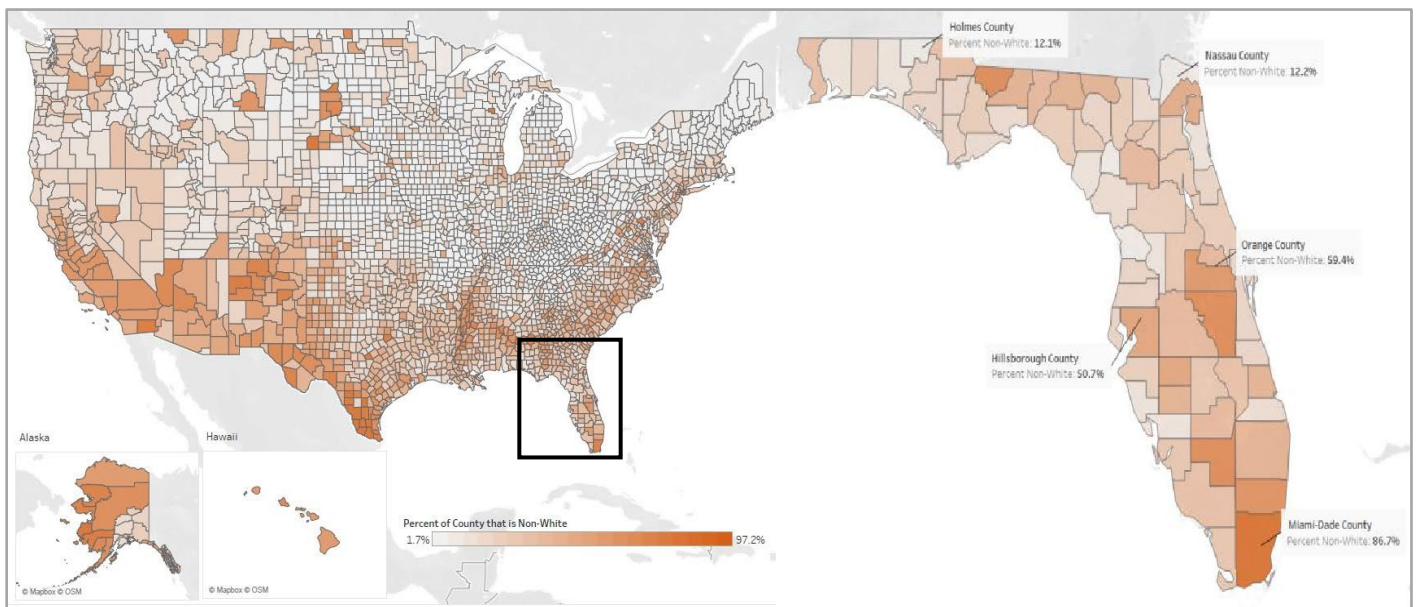 Holmes County
Percent Non-White: 12.1%
Nassau County
Percent Non-White: 12.2%
Orange County
Percent Non-White: 59.4%
Hillsborough County
Percent Non-White: 50.7%
Miami-Dade County
Percent Non-White: 86.7%
Alaska
Hawaii
Percent of County that is Non-White
1.7% 97.2%
© Mapbox © OSM
© Mapbox © OSM